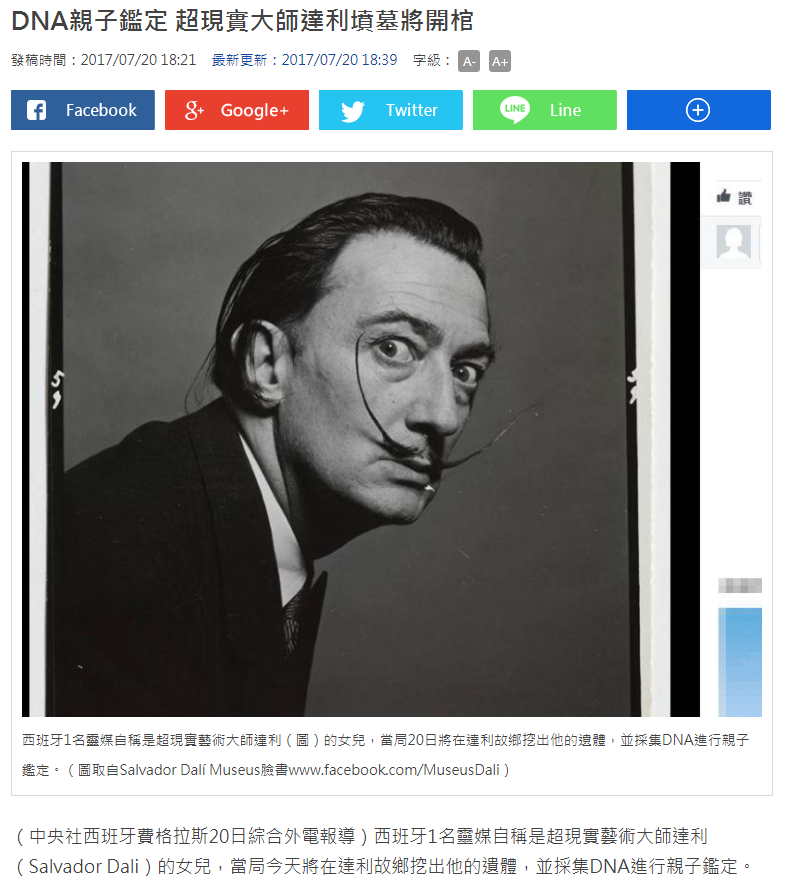 DNA親子鑑定 超現實大師達利墳墓將開棺
發稿時間：2017/07/20 18:21 最新更新：2017/07/20 18:39 字級： A- A+
Facebook Google+ Twitter LINE Line
讚
西班牙1名靈媒自稱是超現實藝術大師達利（圖）的女兒，當局20日將在達利故鄉挖出他的遺體，並採集DNA進行親子
鑑定。（圖取自Salvador Dalí Museus臉書www.facebook.com/MuseusDali）
（中央社西班牙費格拉斯20日綜合外電報導）西班牙1名靈媒自稱是超現實藝術大師達利
（Salvador Dali）的女兒，當局今天將在達利故鄉挖出他的遺體，並採集DNA進行親子鑑定。